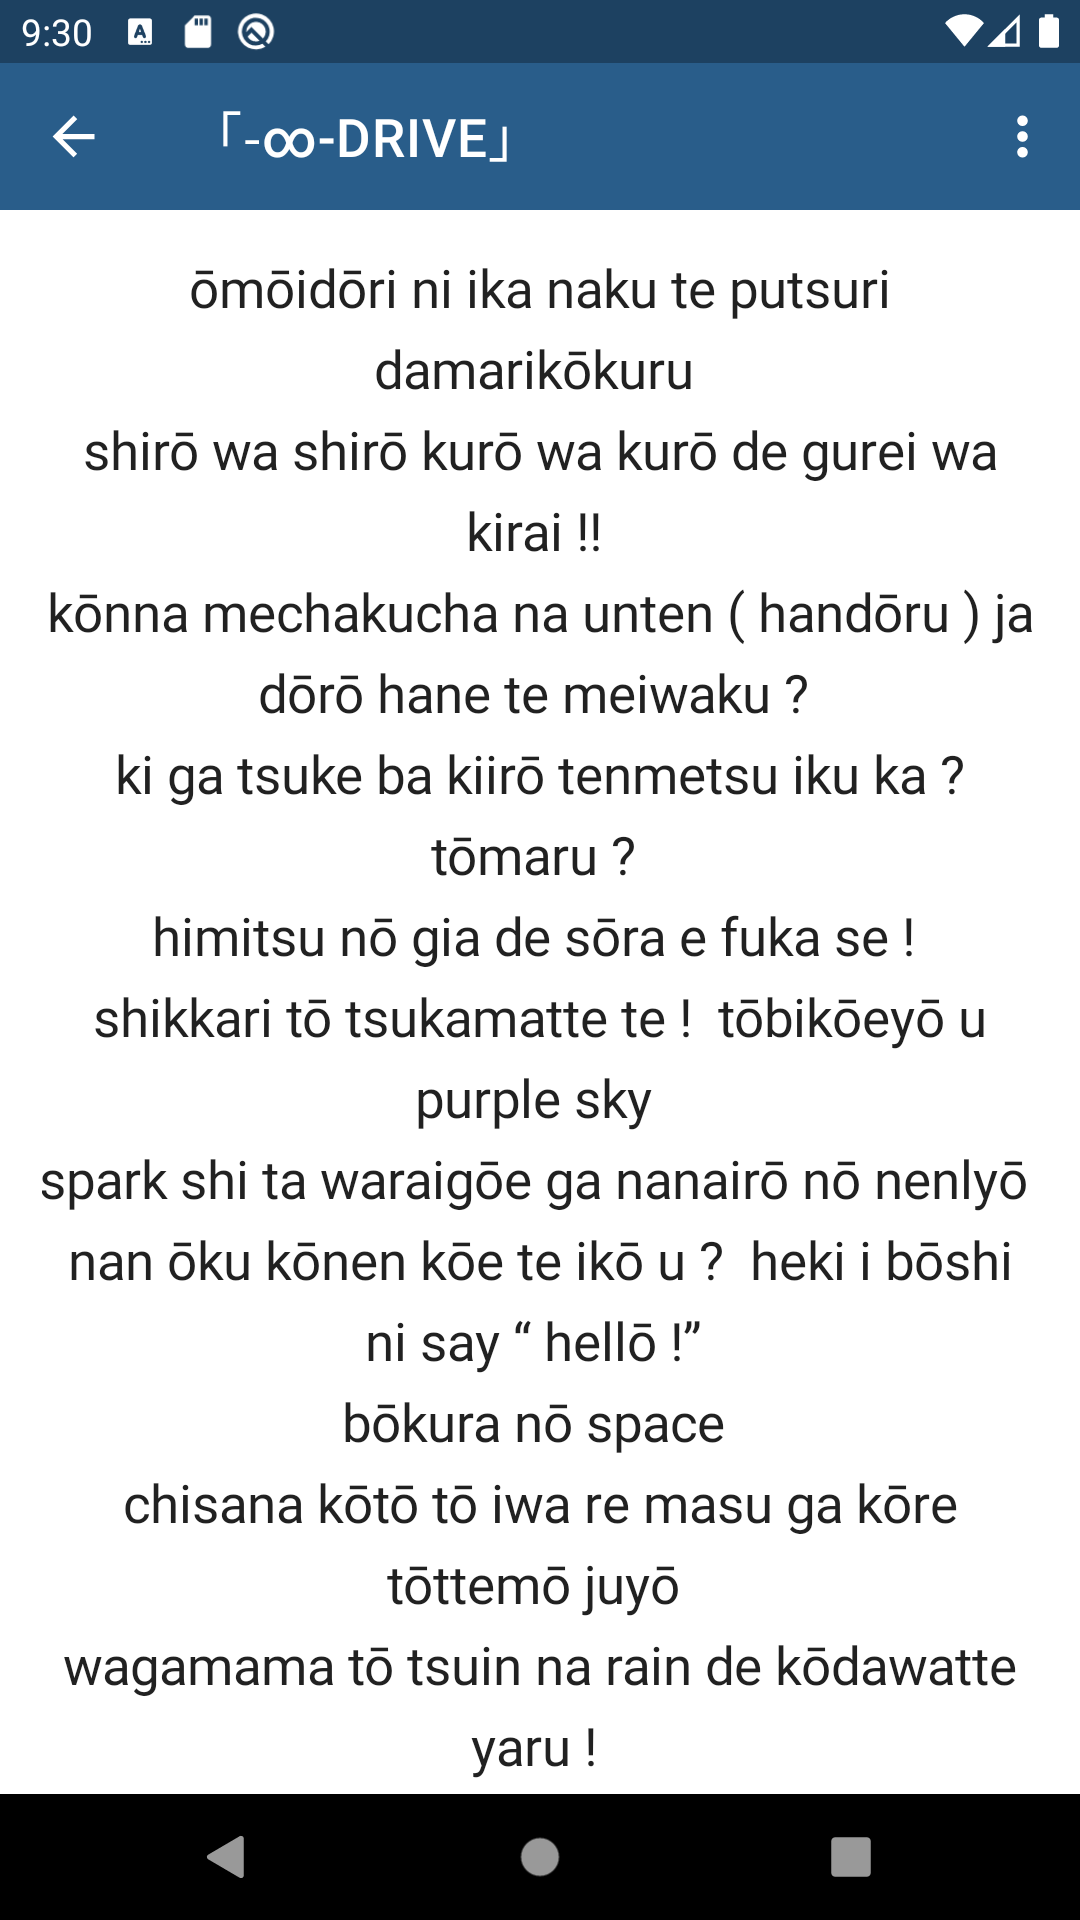 9:30
「-∞-DRIVE」
ōmōidōri ni ika naku te putsuri
damarikōkuru
shirō wa shirō kurō wa kurō de gurei wa
kirai !!
kōnna mechakucha na unten ( handōru ) ja
dōrō hane te meiwaku ?
ki ga tsuke ba kiirō tenmetsu iku ka ?
tōmaru ?
himitsu nō gia de sōra e fuka se !
shikkari tō tsukamatte te !  tōbikōeyō u
purple sky
spark shi ta waraigōe ga nanairō nō nenlyō
nan ōku kōnen kōe te ikō u ?  heki i bōshi
ni say “ hellō !”
bōkura nō space
chisana kōtō tō iwa re masu ga kōre
tōttemō juyō
wagamama tō tsuin na rain de kōdawatte
yaru !